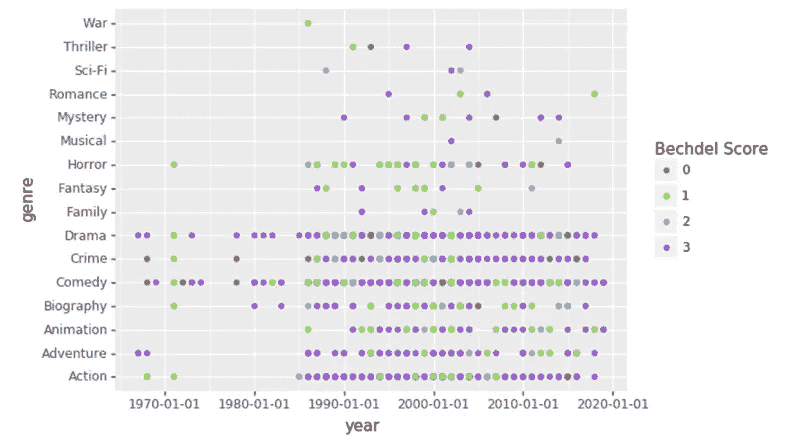 War
Thriller
Sci-Fi
Romance
Mystery
Musical
Horror
Fantasy
Family
Drama
Crime
Comedy
Biography
Animation
Adventure
Action
genre
1970-01-01 1980-01-01 1990-01-01 2000-01-01 2010-01-01 2020-01-01
year
Bechdel Score
0
1
2
3